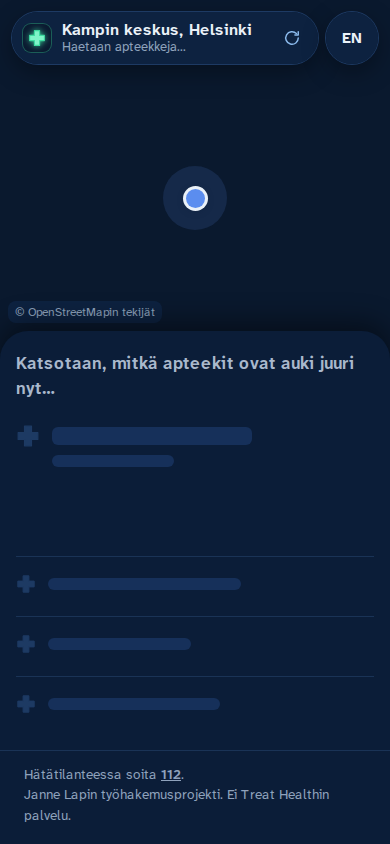 Kampin keskus, Helsinki
Haetaan apteekkeja...
EN
© OpenStreetMapin tekijät
Katsotaan, mitkä apteekit ovat auki juuri
nyt...
Hätätilanteessa soita 112.
Janne Lapin työhakemusprojekti. Ei Treat Healthin
palvelu.